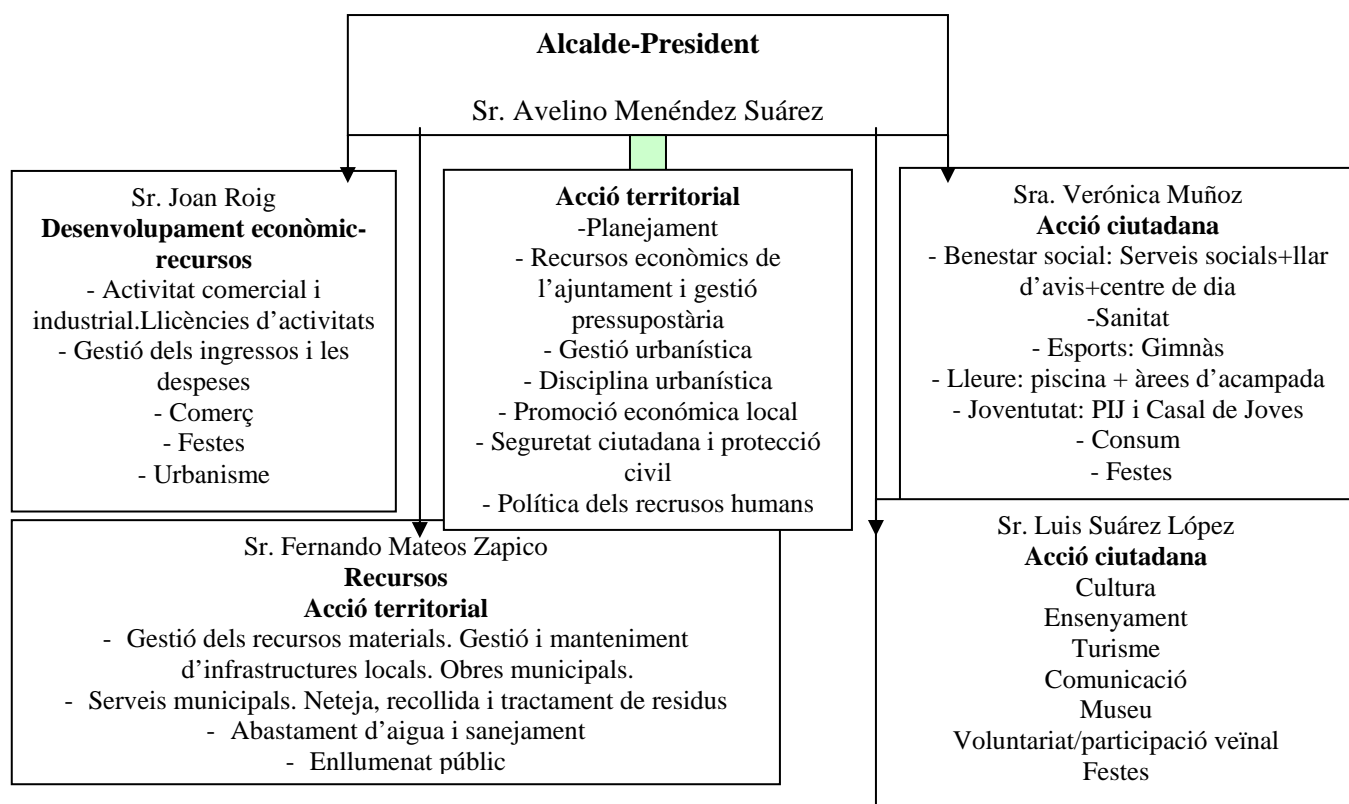 Alcalde-President
Sr. Avelino Menéndez Suárez
Sr. Joan Roig
Desenvolupament econòmic-
recursos
- Activitat comercial i
industrial.Llicències d’activitats
- Gestió dels ingressos i les
despeses
- Comerç
- Festes
- Urbanisme
Acció territorial
-Planejament
- Recursos econòmics de
l’ajuntament i gestió
pressupostària
- Gestió urbanística
- Disciplina urbanística
- Promoció económica local
- Seguretat ciutadana i protecció
civil
- Política dels recrusos humans
Sra. Verónica Muñoz
Acció ciutadana
- Benestar social: Serveis socials+llar
d’avis+centre de dia
-Sanitat
- Esports: Gimnàs
- Lleure: piscina + àrees d’acampada
- Joventutat: PIJ i Casal de Joves
- Consum
- Festes
Sr. Fernando Mateos Zapico
Recursos
Acció territorial
- Gestió dels recursos materials. Gestió i manteniment
d’infrastructures locals. Obres municipals.
- Serveis municipals. Neteja, recollida i tractament de residus
- Abastament d’aigua i sanejament
- Enllumenat públic
Sr. Luis Suárez López
Acció ciutadana
Cultura
Ensenyament
Turisme
Comunicació
Museu
Voluntariat/participació veïnal
Festes